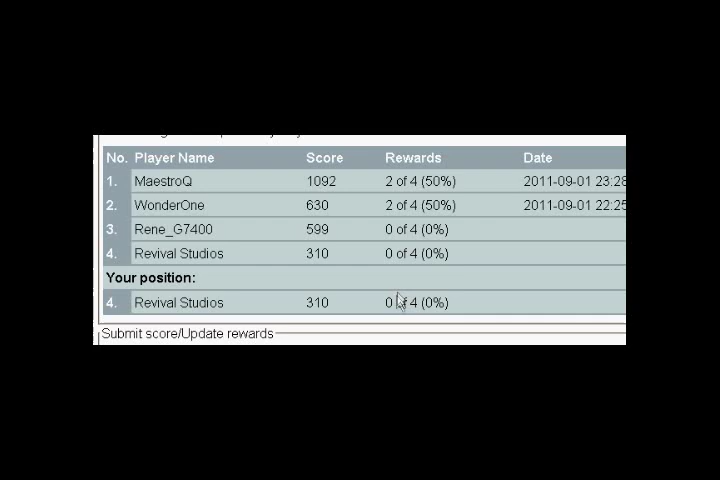 No. Player Name Score Rewards Date
1. MaestroQ 1092 2 of 4 (50%) 2011-09-01 23:28
2. WonderOne 630 2 of 4 (50%) 2011-09-01 22:25
3. Rene_G7400 599 0 of 4 (0%)
4. Revival Studios 310 0 of 4 (0%)
Your position:
4. Revival Studios 310 0 of 4 (0%)
Submit score/Update rewards